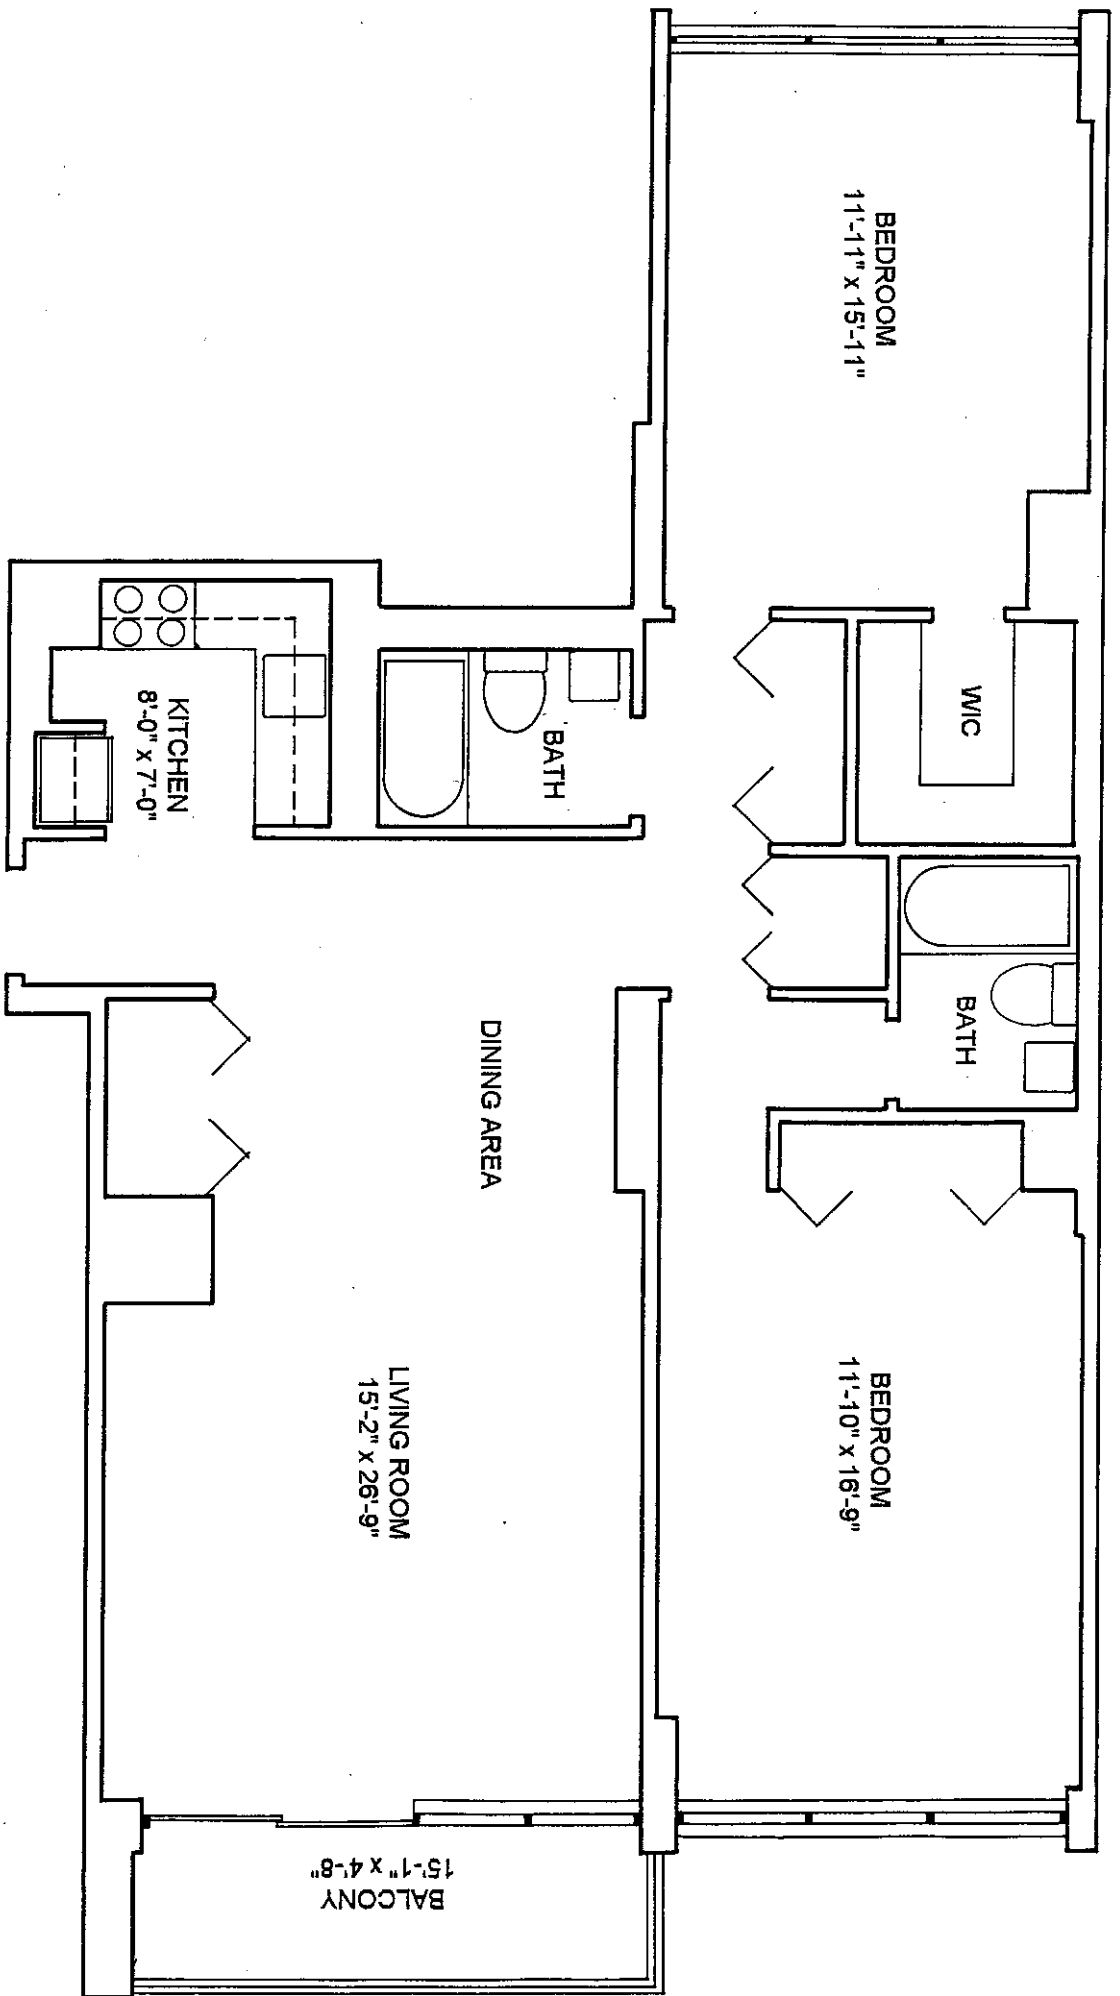 BEDROOM
11'-11" x 15'-11"
WIC
BATH
KITCHEN
8'-0" x 7'-0"
BATH
DINING AREA
BEDROOM
11'-10" x 16'-9"
LIVING ROOM
15'-2" x 26'-9"
BALCONY
15'-1" x 4'-8"